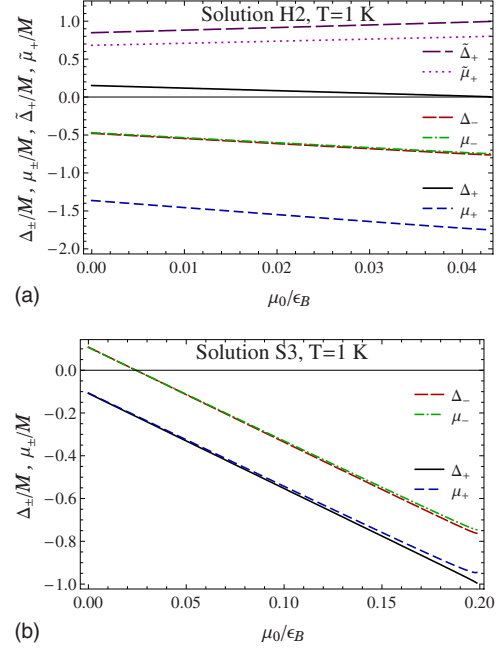 Solution H2, T=1 K
Δ±/M, μ±/M, Δ̃₊/M, μ̃₊/M
1.0
0.5
0.0
−0.5
−1.0
−1.5
−2.0
Δ̃₊
μ̃₊
Δ₋
μ₋
Δ₊
μ₊
0.00 0.01 0.02 0.03 0.04
(a)
μ₀/ϵ_B
Solution S3, T=1 K
Δ±/M, μ±/M
0.0
−0.2
−0.4
−0.6
−0.8
−1.0
Δ₋
μ₋
Δ₊
μ₊
0.00 0.05 0.10 0.15 0.20
(b)
μ₀/ϵ_B